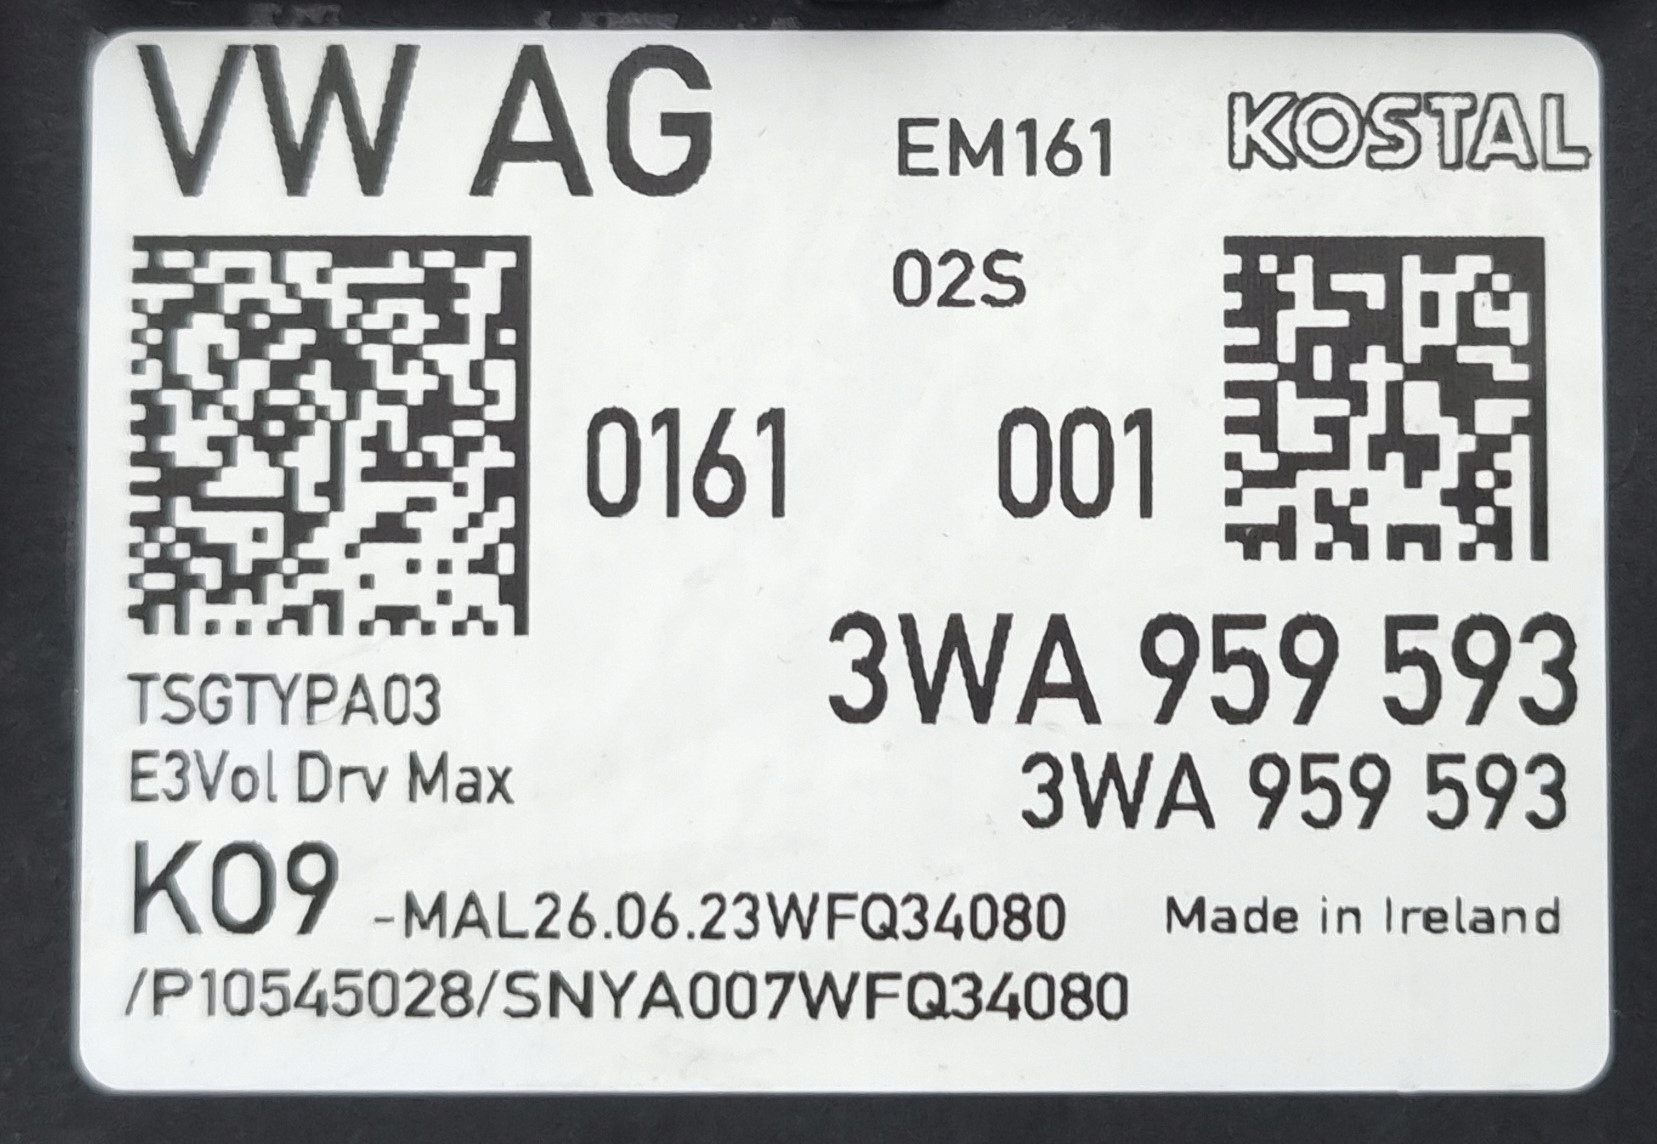 VW AG
EM161
KOSTAL
02S
0161
001
3WA 959 593
TSGTYPA03
E3Vol Drv Max
3WA 959 593
KO9 -MAL26.06.23WFQ34080
Made in Ireland
/P10545028/SNYA007WFQ34080